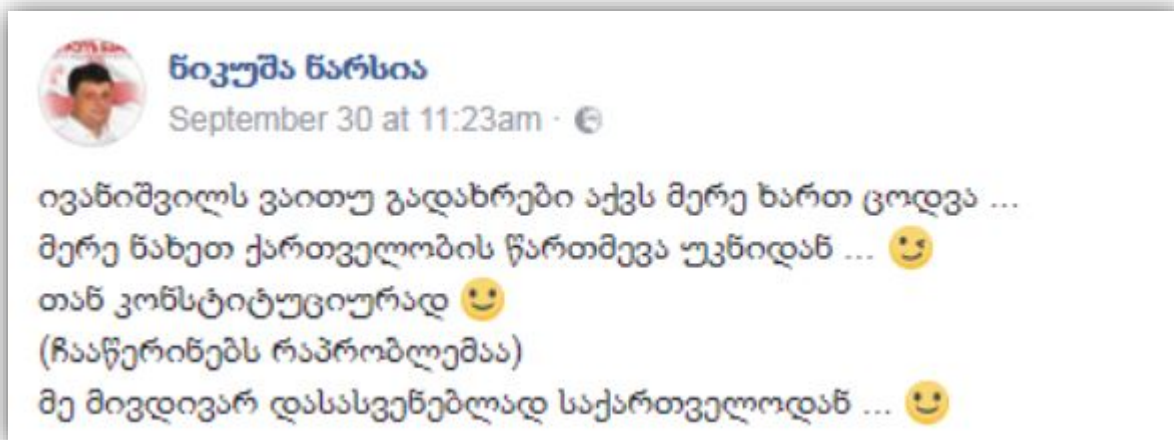 ნიკუშა ნარსია
September 30 at 11:23am ·
ივანიშვილს ვაითუ გადახრები აქვს მერე ხართ ცოდვა ...
მერე ნახეთ ქართველობის წართმევა უკნიდან ... 😉
თან კონსტიტუციურად 🙂
(ჩააწერინებს რაპრობლემაა)
მე მივდივარ დასასვენებლად საქართველოდან ... 🙂